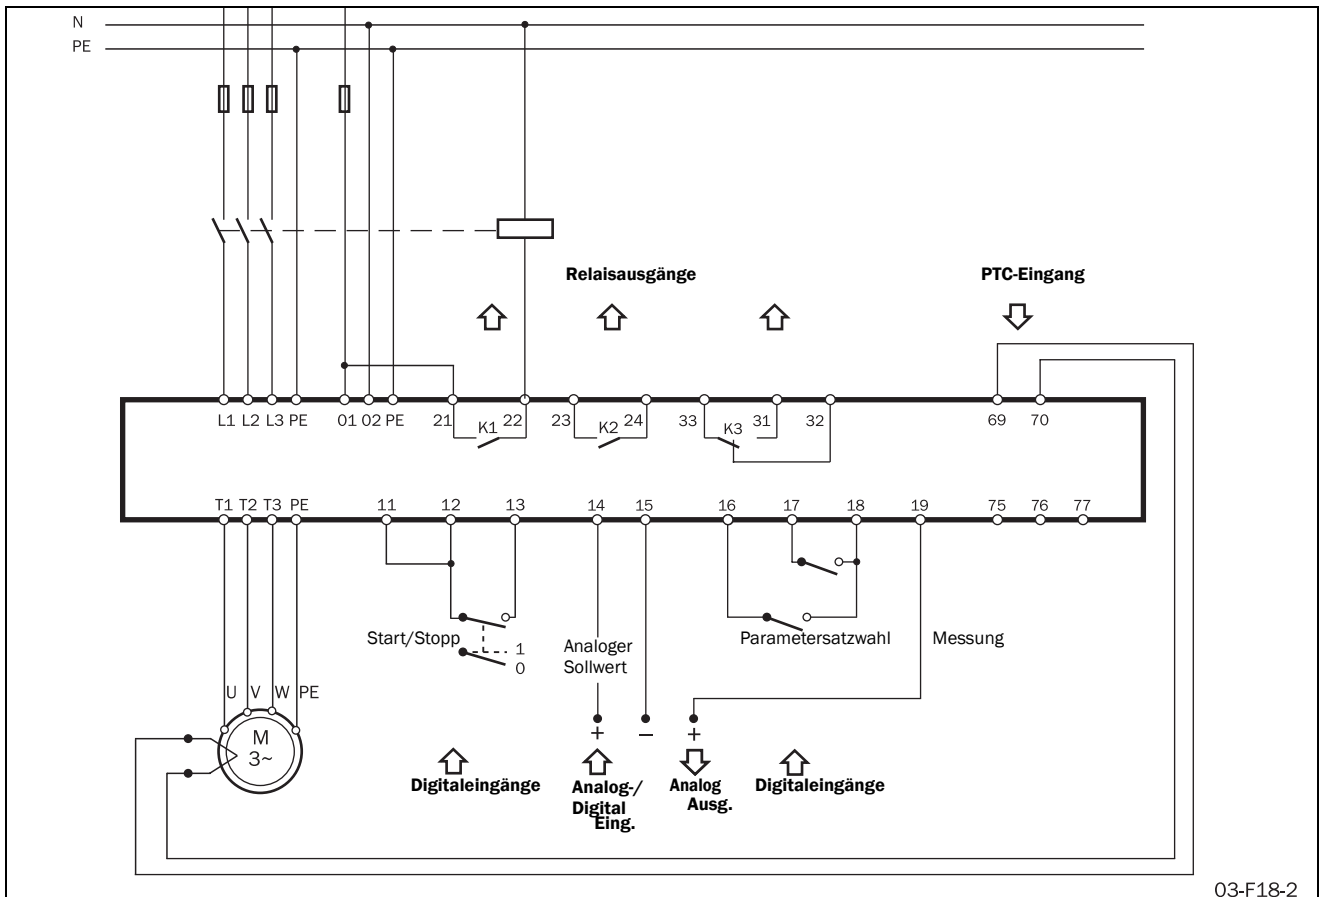 N
PE
Relaisausgänge
PTC-Eingang
L1 L2 L3 PE 01 02 PE 21 K1 22 23 K2 24 33 K3 31 32 69 70
T1 T2 T3 PE 11 12 13 14 15 16 17 18 19 75 76 77
Start/Stopp
1
0
Analoger
Sollwert
Parametersatzwahl
Messung
U V W PE
M
3~
+ – +
Digitaleingänge
Analog-/
Digital
Eing.
Analog
Ausg.
Digitaleingänge
03-F18-2